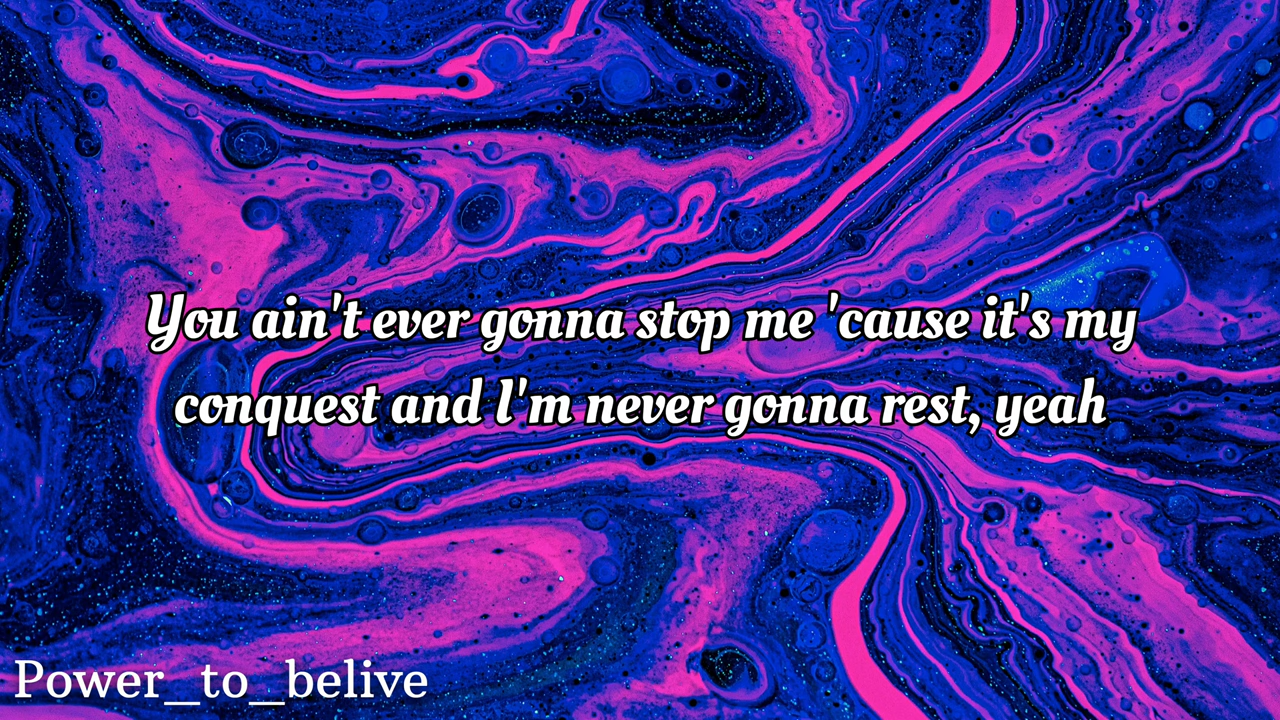 You ain't ever gonna stop me 'cause it's my
conquest and I'm never gonna rest, yeah
Power_to_belive